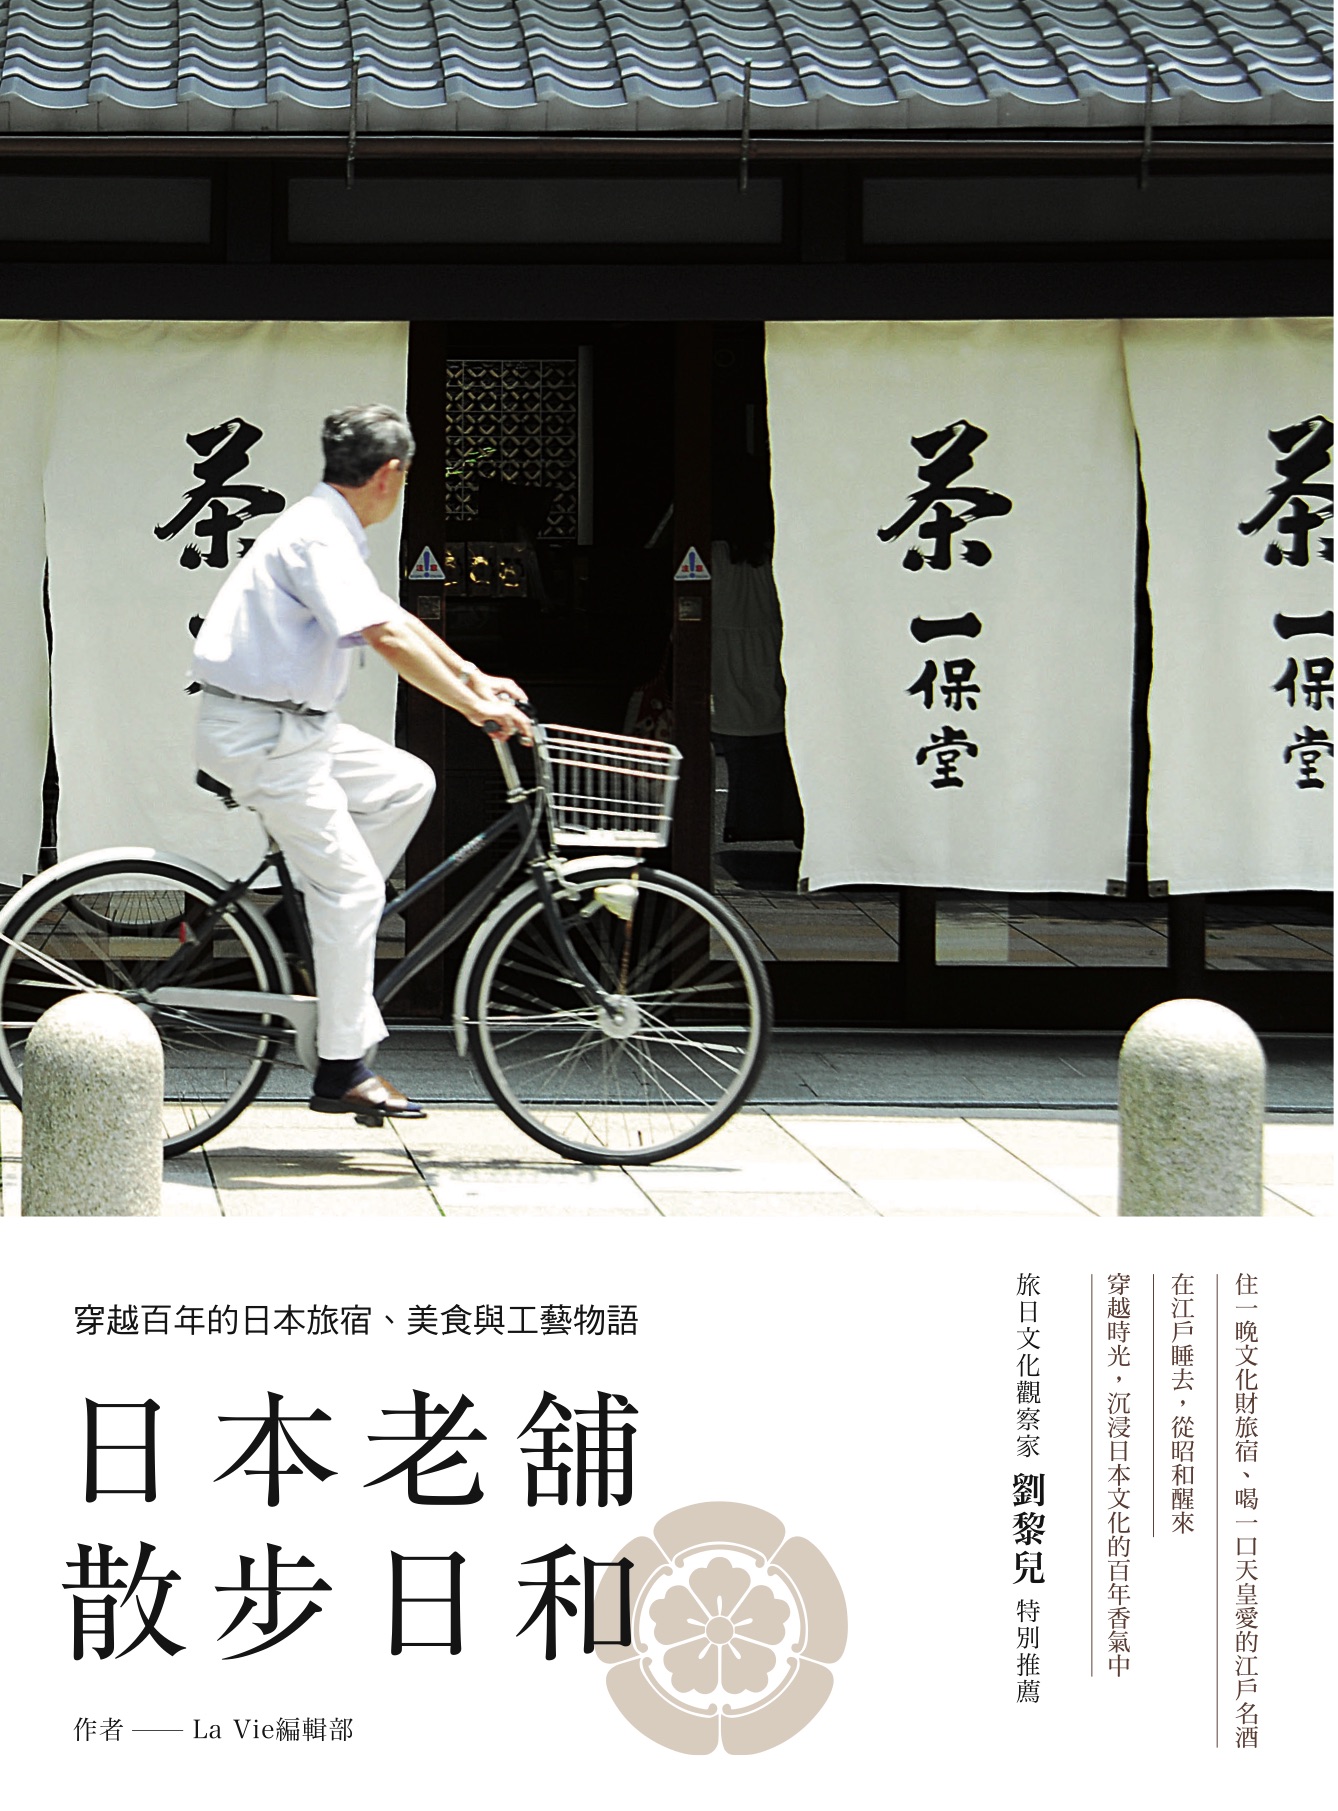 茶
一保堂
茶
一保堂
茶
一保堂
穿越百年的日本旅宿、美食與工藝物語
日本老舖
散步日和
作者——La Vie編輯部
住一晚文化財旅宿、喝一口天皇愛的江戶名酒
在江戶睡去，從昭和醒來
穿越時光，沉浸日本文化的百年香氣中
旅日文化觀察家 劉黎兒 特別推薦